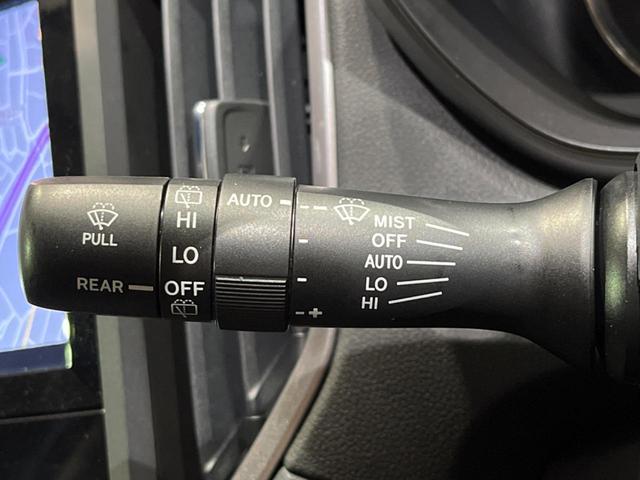 PULL
REAR
HI
LO
OFF
AUTO
- +
MIST
OFF
AUTO
LO
HI